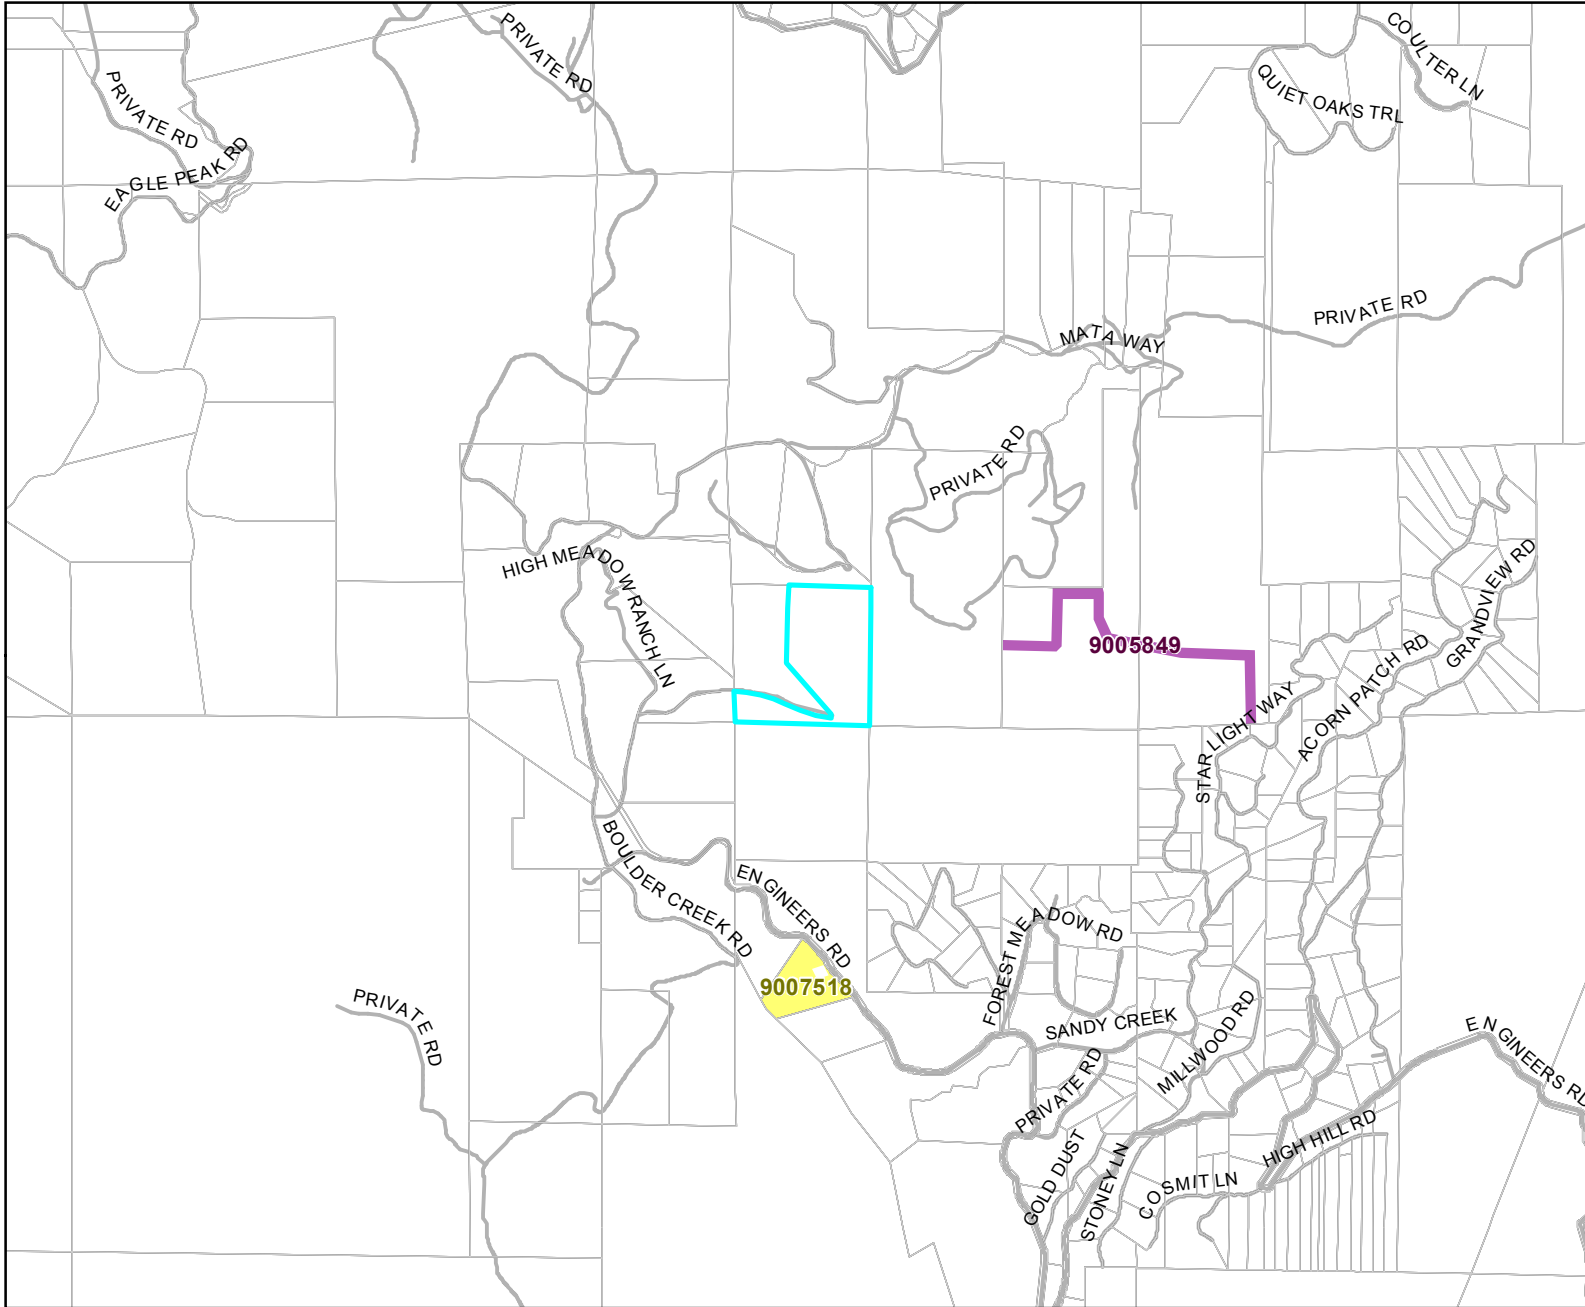 PRIVATE RD
COULTER LN
PRIVATE RD
QUIET OAKS TRL
EAGLE PEAK RD
PRIVATE RD
MATA WAY
PRIVATE RD
HIGH MEADOW RANCH LN
GRANDVIEW RD
9005849
ACORN PATCH RD
STAR LIGHT WAY
BOULDER CREEK RD
ENGINEERS RD
FOREST MEADOW RD
9007518
PRIVATE RD
SANDY CREEK
MILLWOOD RD
ENGINEERS RD
PRIVATE RD
HIGH HILL RD
GOLD DUST
STONEY LN
COSMIT LN